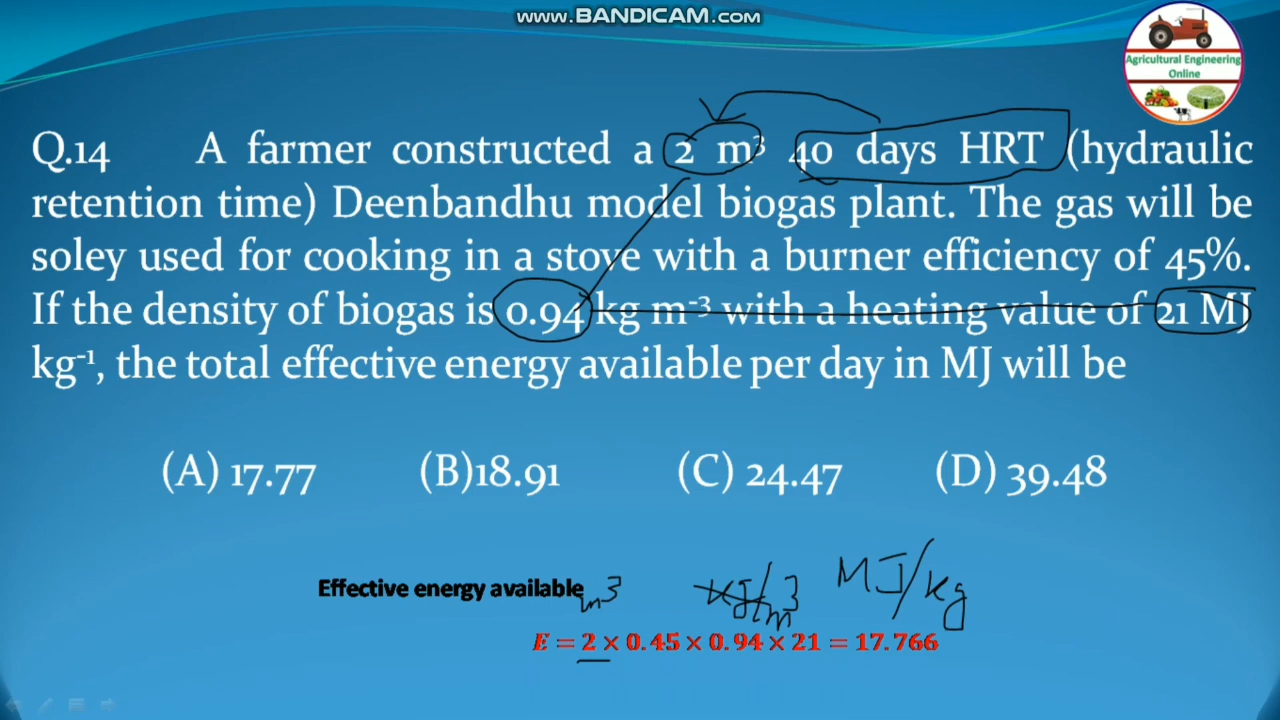 www.BANDICAM.com
Agricultural Engineering
Online
Q.14 A farmer constructed a 2 m³ 40 days HRT (hydraulic
retention time) Deenbandhu model biogas plant. The gas will be
soley used for cooking in a stove with a burner efficiency of 45%.
If the density of biogas is 0.94 kg m⁻³ with a heating value of 21 MJ
kg⁻¹, the total effective energy available per day in MJ will be
(A) 17.77 (B)18.91 (C) 24.47 (D) 39.48
Effective energy available
m3 MJ/kg
E = 2 × 0.45 × 0.94 × 21 = 17.766